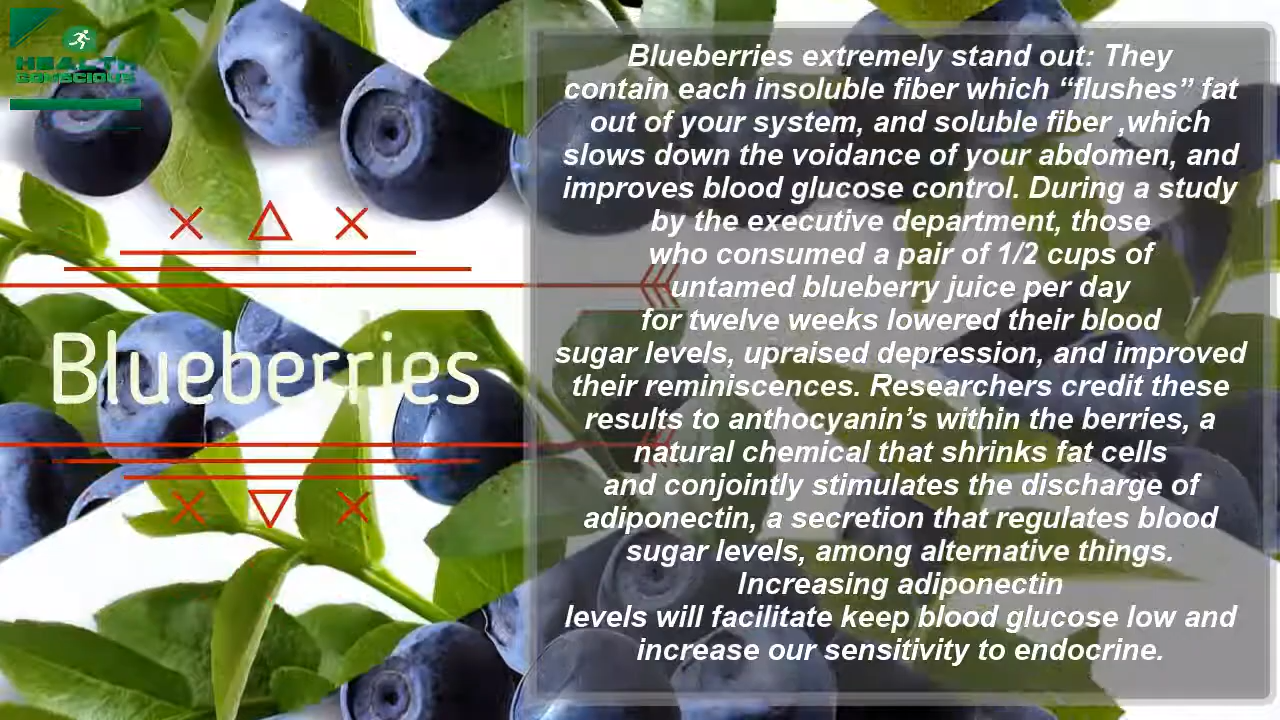 HEALTH
CONSCIOUS
Blueberries
Blueberries extremely stand out: They
contain each insoluble fiber which “flushes” fat
out of your system, and soluble fiber ,which
slows down the voidance of your abdomen, and
improves blood glucose control. During a study
by the executive department, those
who consumed a pair of 1/2 cups of
untamed blueberry juice per day
for twelve weeks lowered their blood
sugar levels, upraised depression, and improved
their reminiscences. Researchers credit these
results to anthocyanin’s within the berries, a
natural chemical that shrinks fat cells
and conjointly stimulates the discharge of
adiponectin, a secretion that regulates blood
sugar levels, among alternative things.
Increasing adiponectin
levels will facilitate keep blood glucose low and
increase our sensitivity to endocrine.